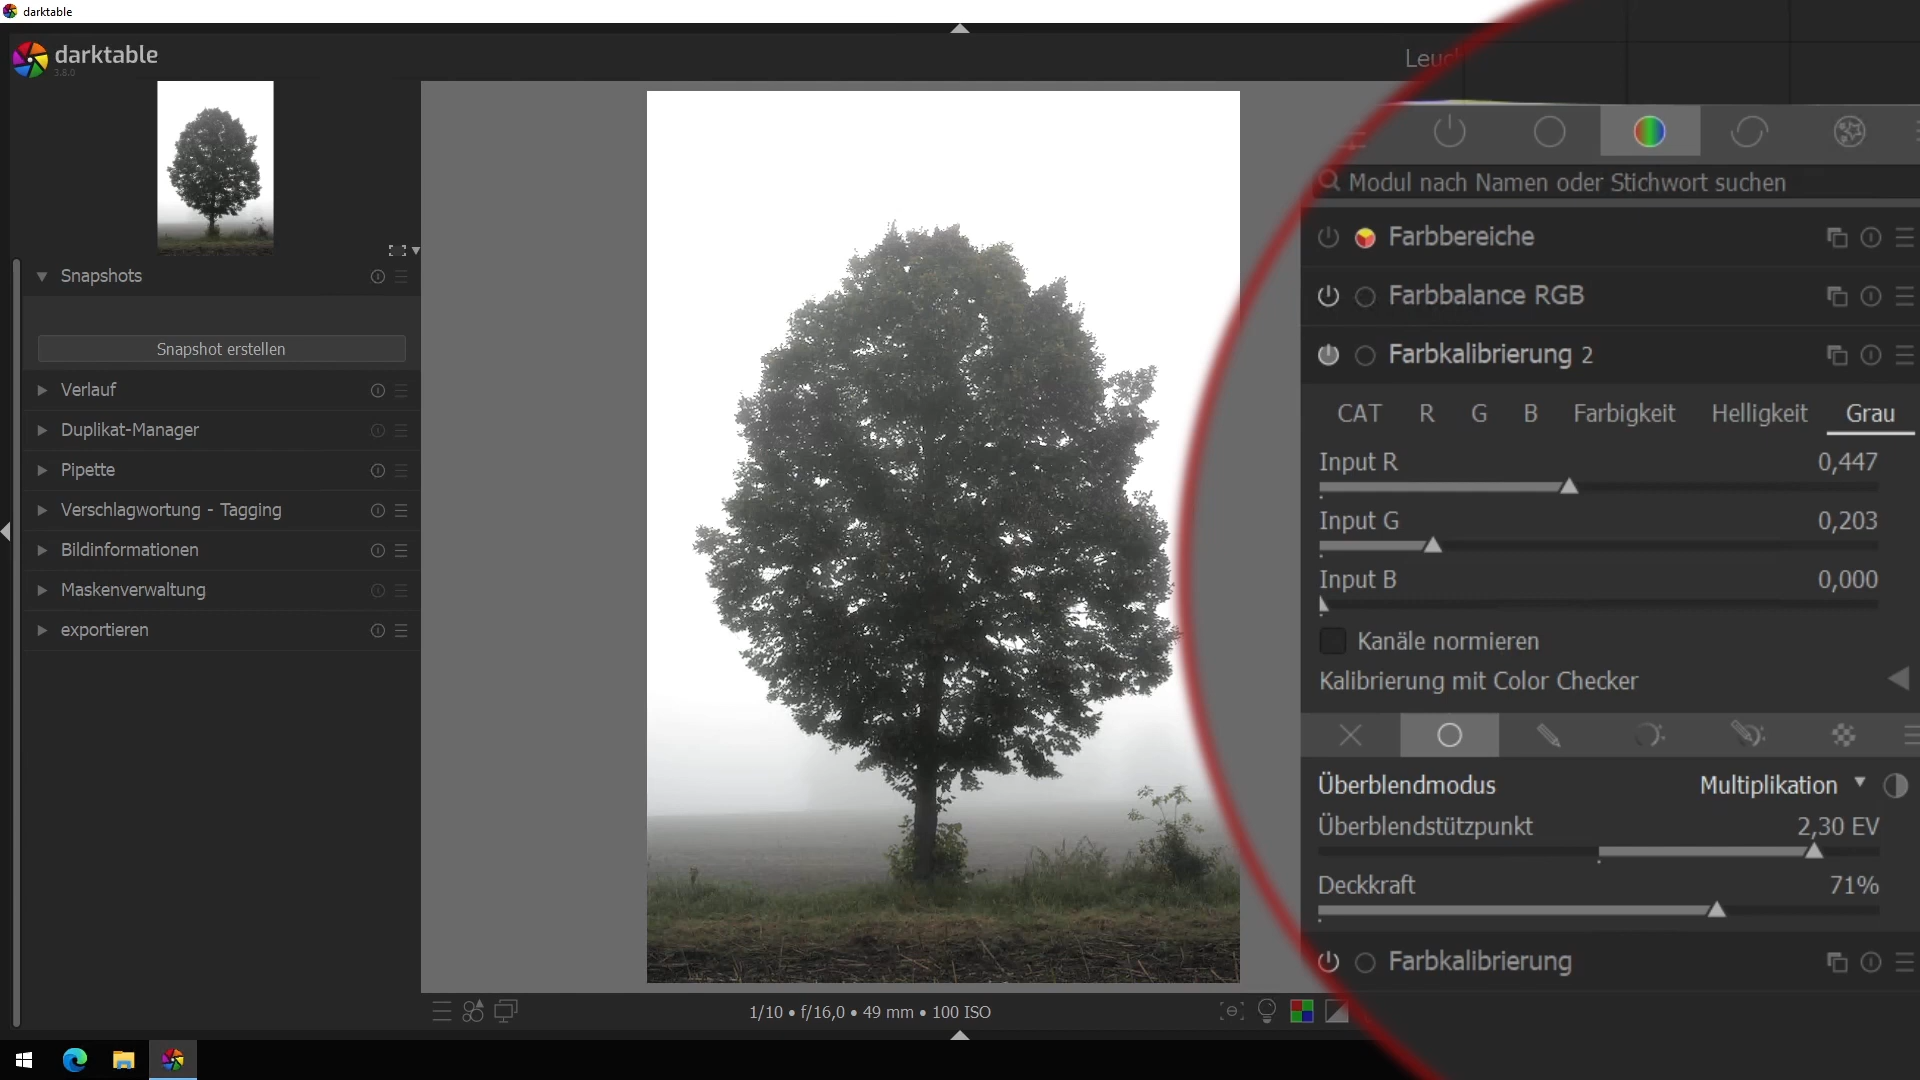 darktable
darktable
3.8.0
Snapshots
Snapshot erstellen
Verlauf
Duplikat-Manager
Pipette
Verschlagwortung - Tagging
Bildinformationen
Maskenverwaltung
exportieren
1/10 • f/16,0 • 49 mm • 100 ISO
Modul nach Namen oder Stichwort suchen
Farbbereiche
Farbbalance RGB
Farbkalibrierung 2
CAT R G B Farbigkeit Helligkeit Grau
Input R 0,447
Input G 0,203
Input B 0,000
Kanäle normieren
Kalibrierung mit Color Checker
Überblendmodus Multiplikation
Überblendstützpunkt 2,30 EV
Deckkraft 71%
Farbkalibrierung